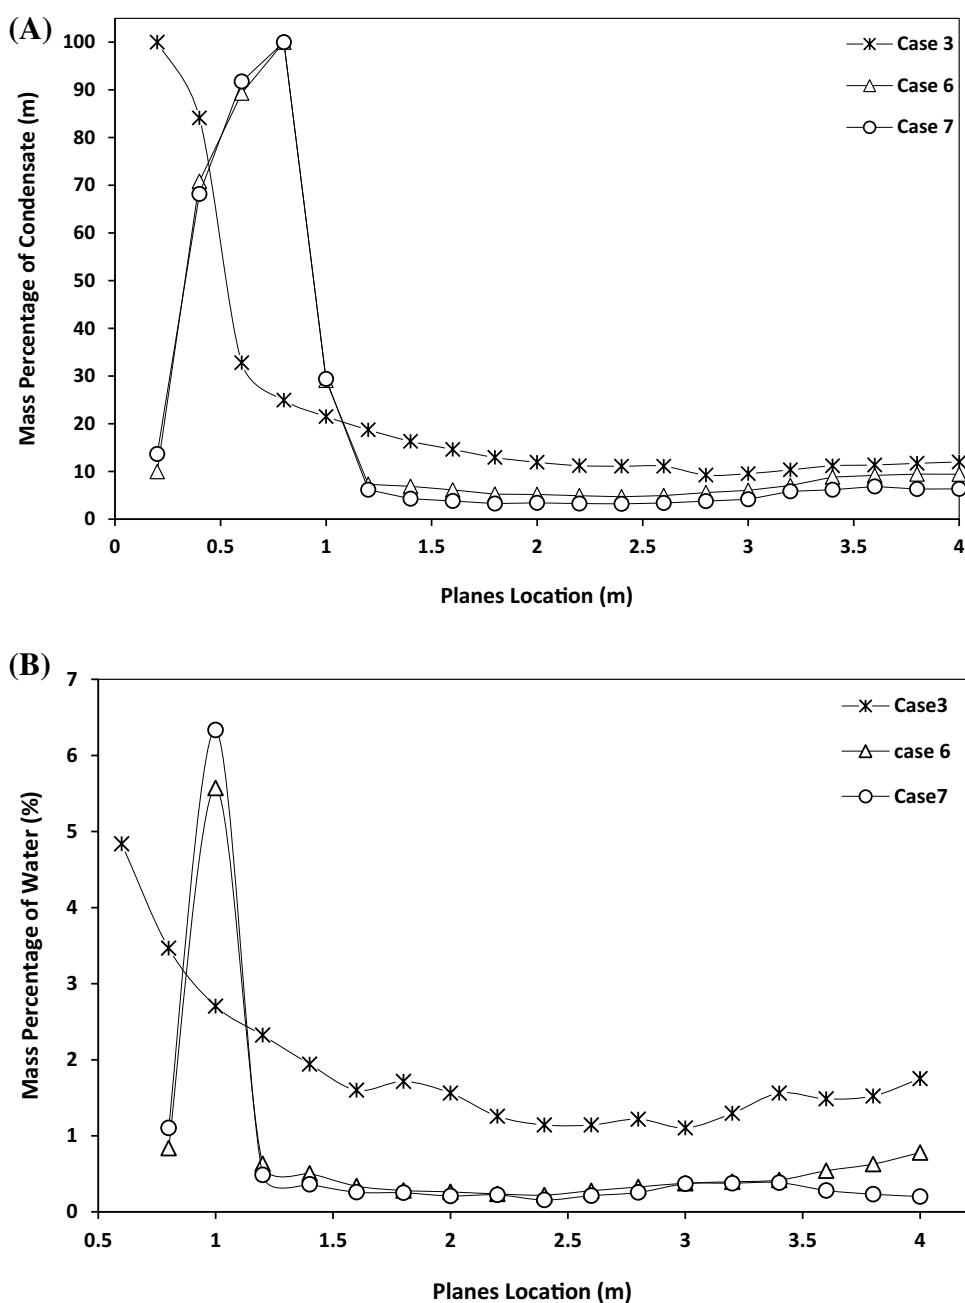 (A)
100
90
80
70
60
50
40
30
20
10
0
Mass Percentage of Condensate (m)
Case 3
Case 6
Case 7
0 0.5 1 1.5 2 2.5 3 3.5 4
Planes Location (m)
(B)
7
6
5
4
3
2
1
0
Mass Percentage of Water (%)
Case3
case 6
Case7
0.5 1 1.5 2 2.5 3 3.5 4
Planes Location (m)